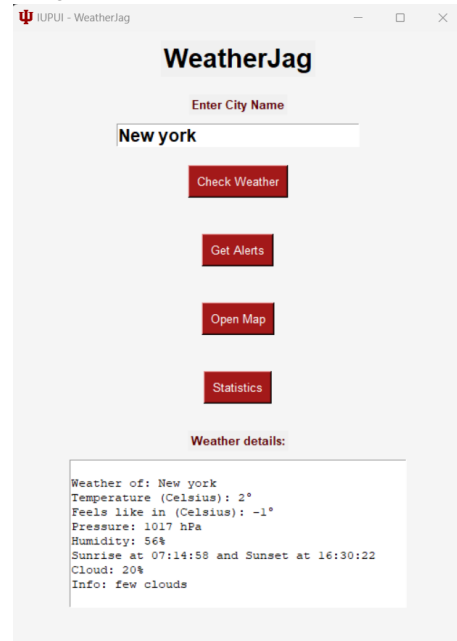 IUPUI - WeatherJag
WeatherJag
Enter City Name
New york
Check Weather
Get Alerts
Open Map
Statistics
Weather details:
Weather of: New york
Temperature (Celsius): 2°
Feels like in (Celsius): -1°
Pressure: 1017 hPa
Humidity: 56%
Sunrise at 07:14:58 and Sunset at 16:30:22
Cloud: 20%
Info: few clouds